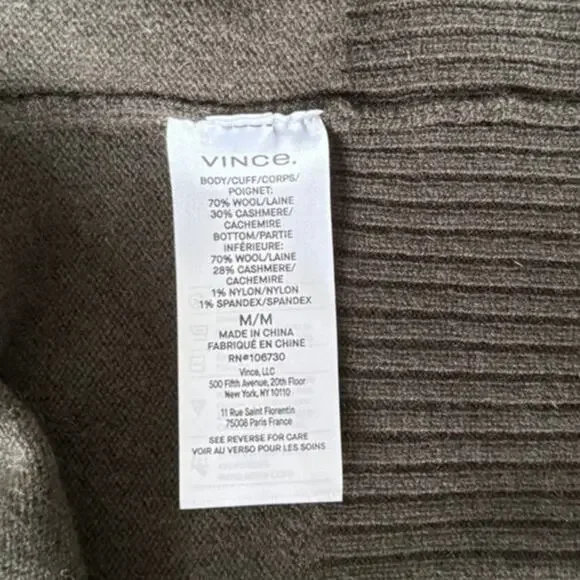 VINCE.
BODY/CUFF/CORPS/
POIGNET:
70% WOOL/LAINE
30% CASHMERE/
CACHEMIRE
BOTTOM/PARTIE
INFÉRIEURE:
70% WOOL/LAINE
28% CASHMERE/
CACHEMIRE
1% NYLON/NYLON
1% SPANDEX/SPANDEX
M/M
MADE IN CHINA
FABRIQUÉ EN CHINE
RN#106730
Vince, LLC
500 Fifth Avenue, 20th Floor
New York, NY 10110
11 Rue Saint Florentin
75008 Paris France
SEE REVERSE FOR CARE
VOIR AU VERSO POUR LES SOINS